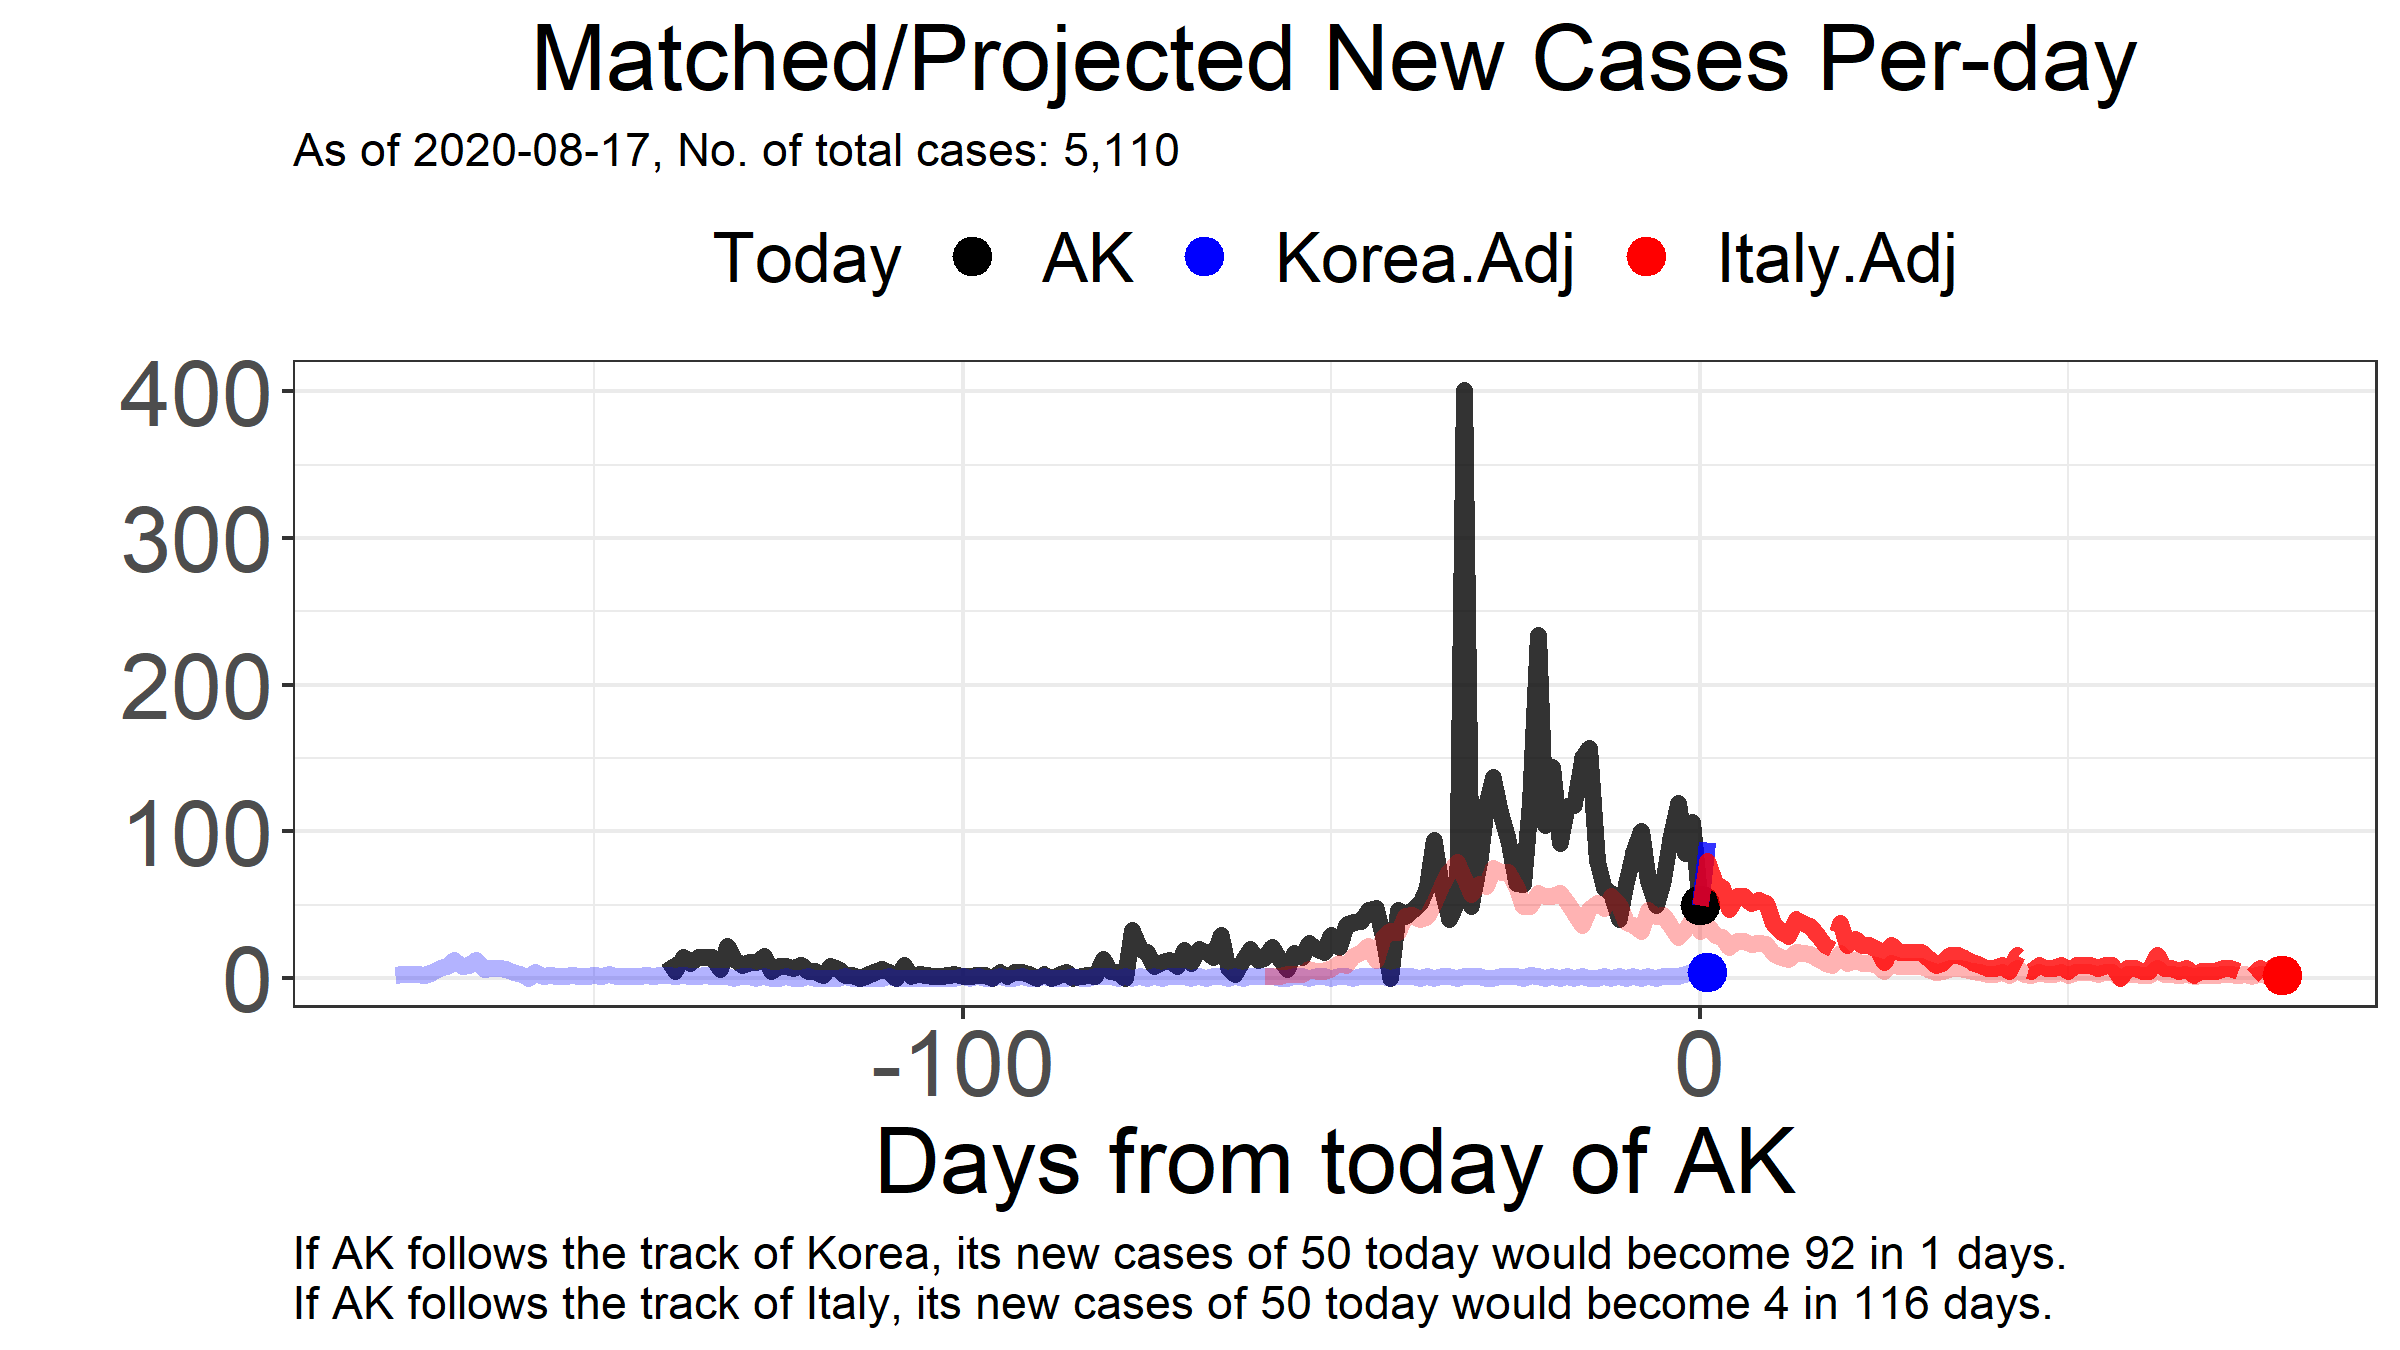 Matched/Projected New Cases Per-day
As of 2020-08-17, No. of total cases: 5,110
Today AK Korea.Adj Italy.Adj
400
300
200
100
0
-100 0
Days from today of AK
If AK follows the track of Korea, its new cases of 50 today would become 92 in 1 days.
If AK follows the track of Italy, its new cases of 50 today would become 4 in 116 days.